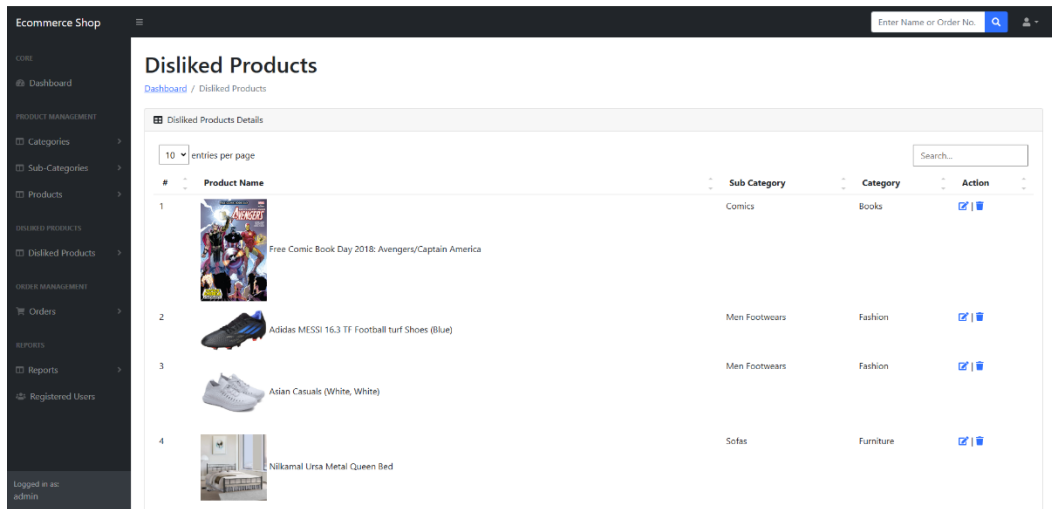 Ecommerce Shop
Enter Name or Order No.
CORE
Dashboard
PRODUCT MANAGEMENT
Categories
Sub-Categories
Products
DISLIKED PRODUCTS
Disliked Products
ORDER MANAGEMENT
Orders
REPORTS
Reports
Registered Users
Logged in as:
admin
Disliked Products
Dashboard / Disliked Products
Disliked Products Details
10 entries per page
Search...
# Product Name Sub Category Category Action
1 Free Comic Book Day 2018: Avengers/Captain America Comics Books |
AVENGERS
2 Adidas MESSI 16.3 TF Football turf Shoes (Blue) Men Footwears Fashion |
3 Asian Casuals (White, White) Men Footwears Fashion |
4 Nilkamal Ursa Metal Queen Bed Sofas Furniture |